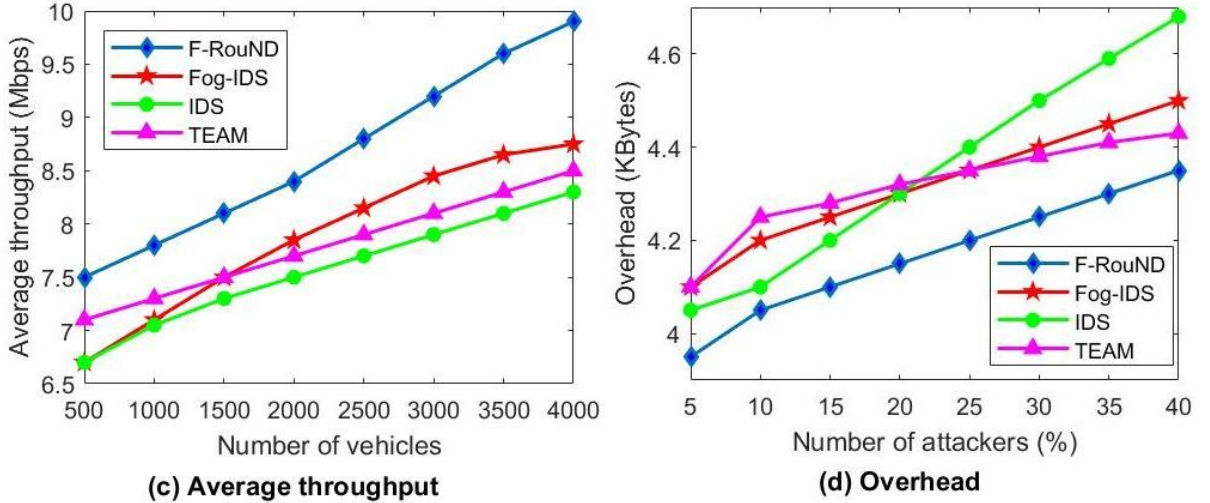 10
9.5
9
8.5
8
7.5
7
6.5
Average throughput (Mbps)
F-RouND
Fog-IDS
IDS
TEAM
500 1000 1500 2000 2500 3000 3500 4000
Number of vehicles
(c) Average throughput
4.6
4.4
4.2
4
Overhead (KBytes)
F-RouND
Fog-IDS
IDS
TEAM
5 10 15 20 25 30 35 40
Number of attackers (%)
(d) Overhead